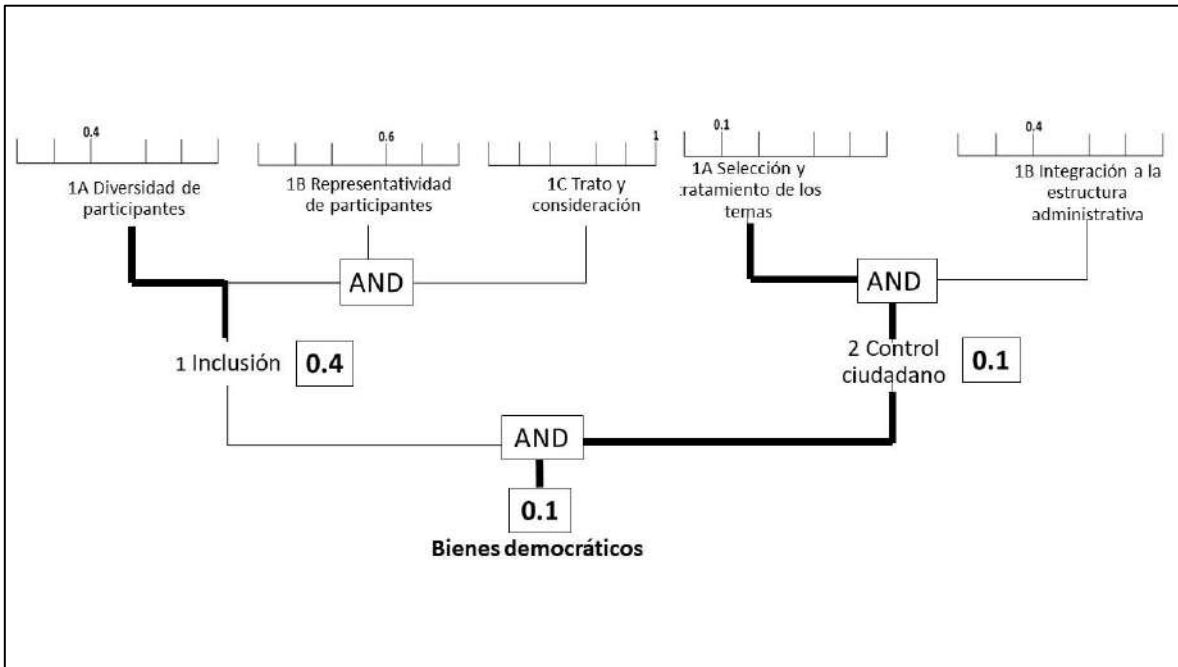 0.4
0.6
1
0.1
0.4
1A Diversidad de
participantes
1B Representatividad
de participantes
1C Trato y
consideración
1A Selección y
tratamiento de los
temas
1B Integración a la
estructura
administrativa
AND
AND
1 Inclusión
0.4
2 Control
ciudadano
0.1
AND
0.1
Bienes democráticos